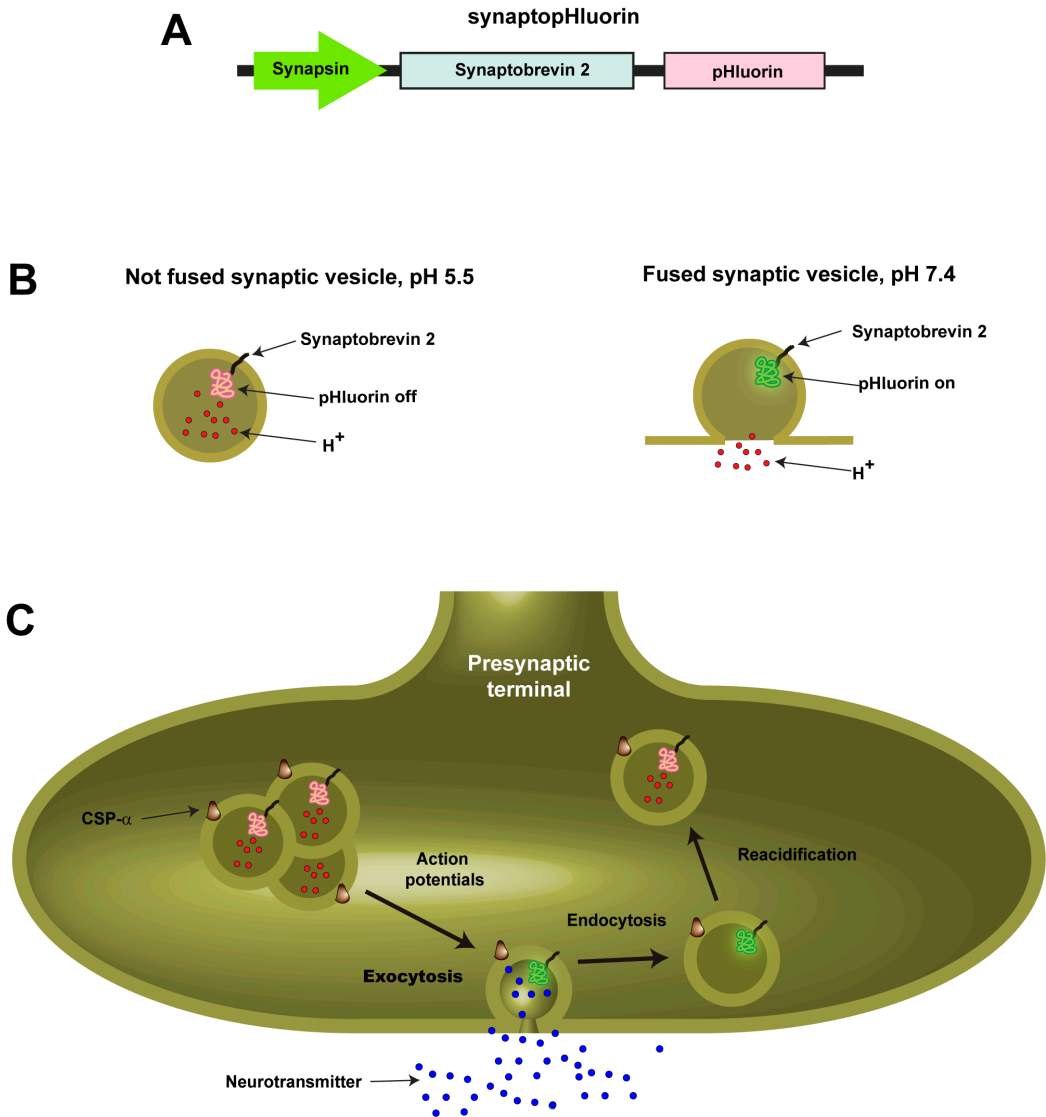 A
synaptopHluorin
Synapsin
Synaptobrevin 2
pHluorin
B
Not fused synaptic vesicle, pH 5.5
Synaptobrevin 2
pHluorin off
H+
Fused synaptic vesicle, pH 7.4
Synaptobrevin 2
pHluorin on
H+
C
Presynaptic
terminal
CSP-α
Action
potentials
Reacidification
Endocytosis
Exocytosis
Neurotransmitter